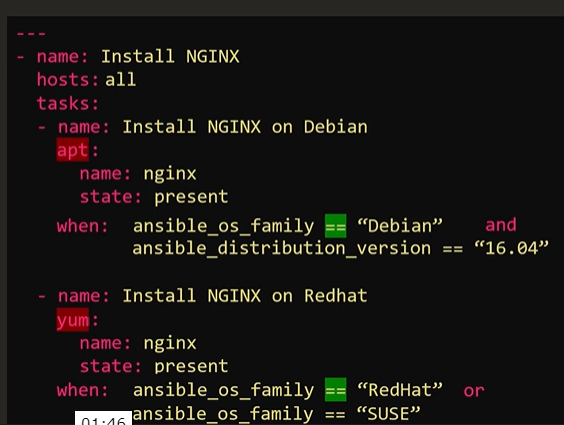 ---
- name: Install NGINX
hosts: all
tasks:
- name: Install NGINX on Debian
apt:
name: nginx
state: present
when: ansible_os_family == “Debian” and
ansible_distribution_version == “16.04”
- name: Install NGINX on Redhat
yum:
name: nginx
state: present
when: ansible_os_family == “RedHat” or
ansible_os_family == “SUSE”
01:46